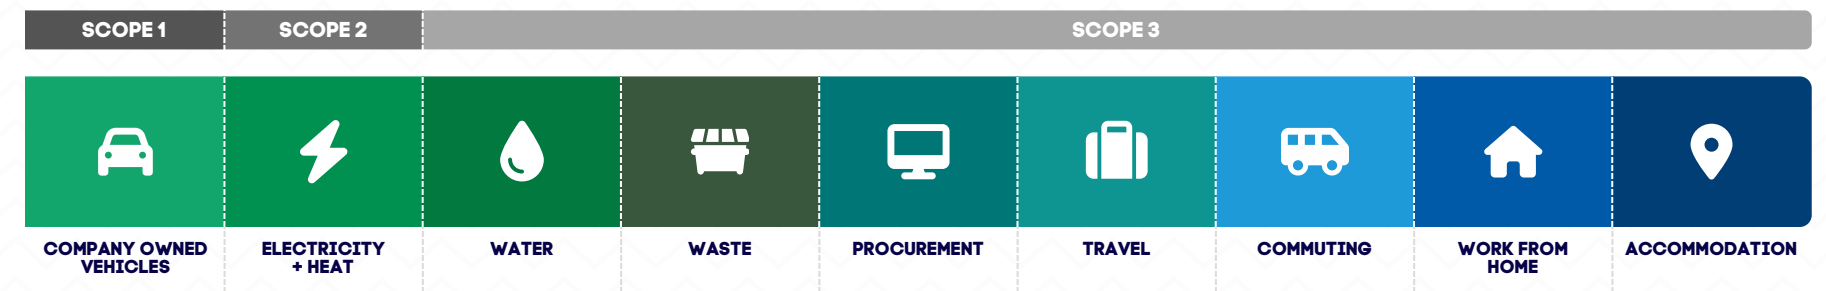 SCOPE 1
SCOPE 2
SCOPE 3
COMPANY OWNED
VEHICLES
ELECTRICITY
+ HEAT
WATER
WASTE
PROCUREMENT
TRAVEL
COMMUTING
WORK FROM
HOME
ACCOMMODATION